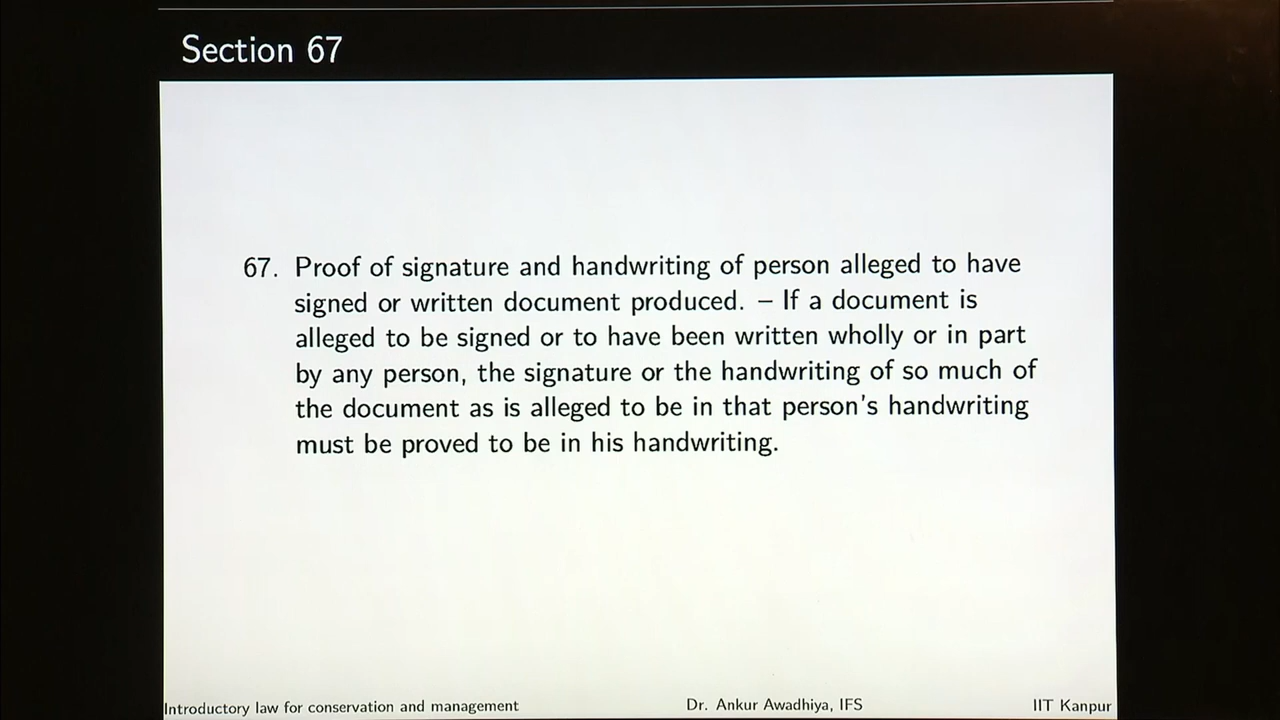 Section 67
67. Proof of signature and handwriting of person alleged to have
signed or written document produced. – If a document is
alleged to be signed or to have been written wholly or in part
by any person, the signature or the handwriting of so much of
the document as is alleged to be in that person's handwriting
must be proved to be in his handwriting.
Introductory law for conservation and management Dr. Ankur Awadhiya, IFS IIT Kanpur